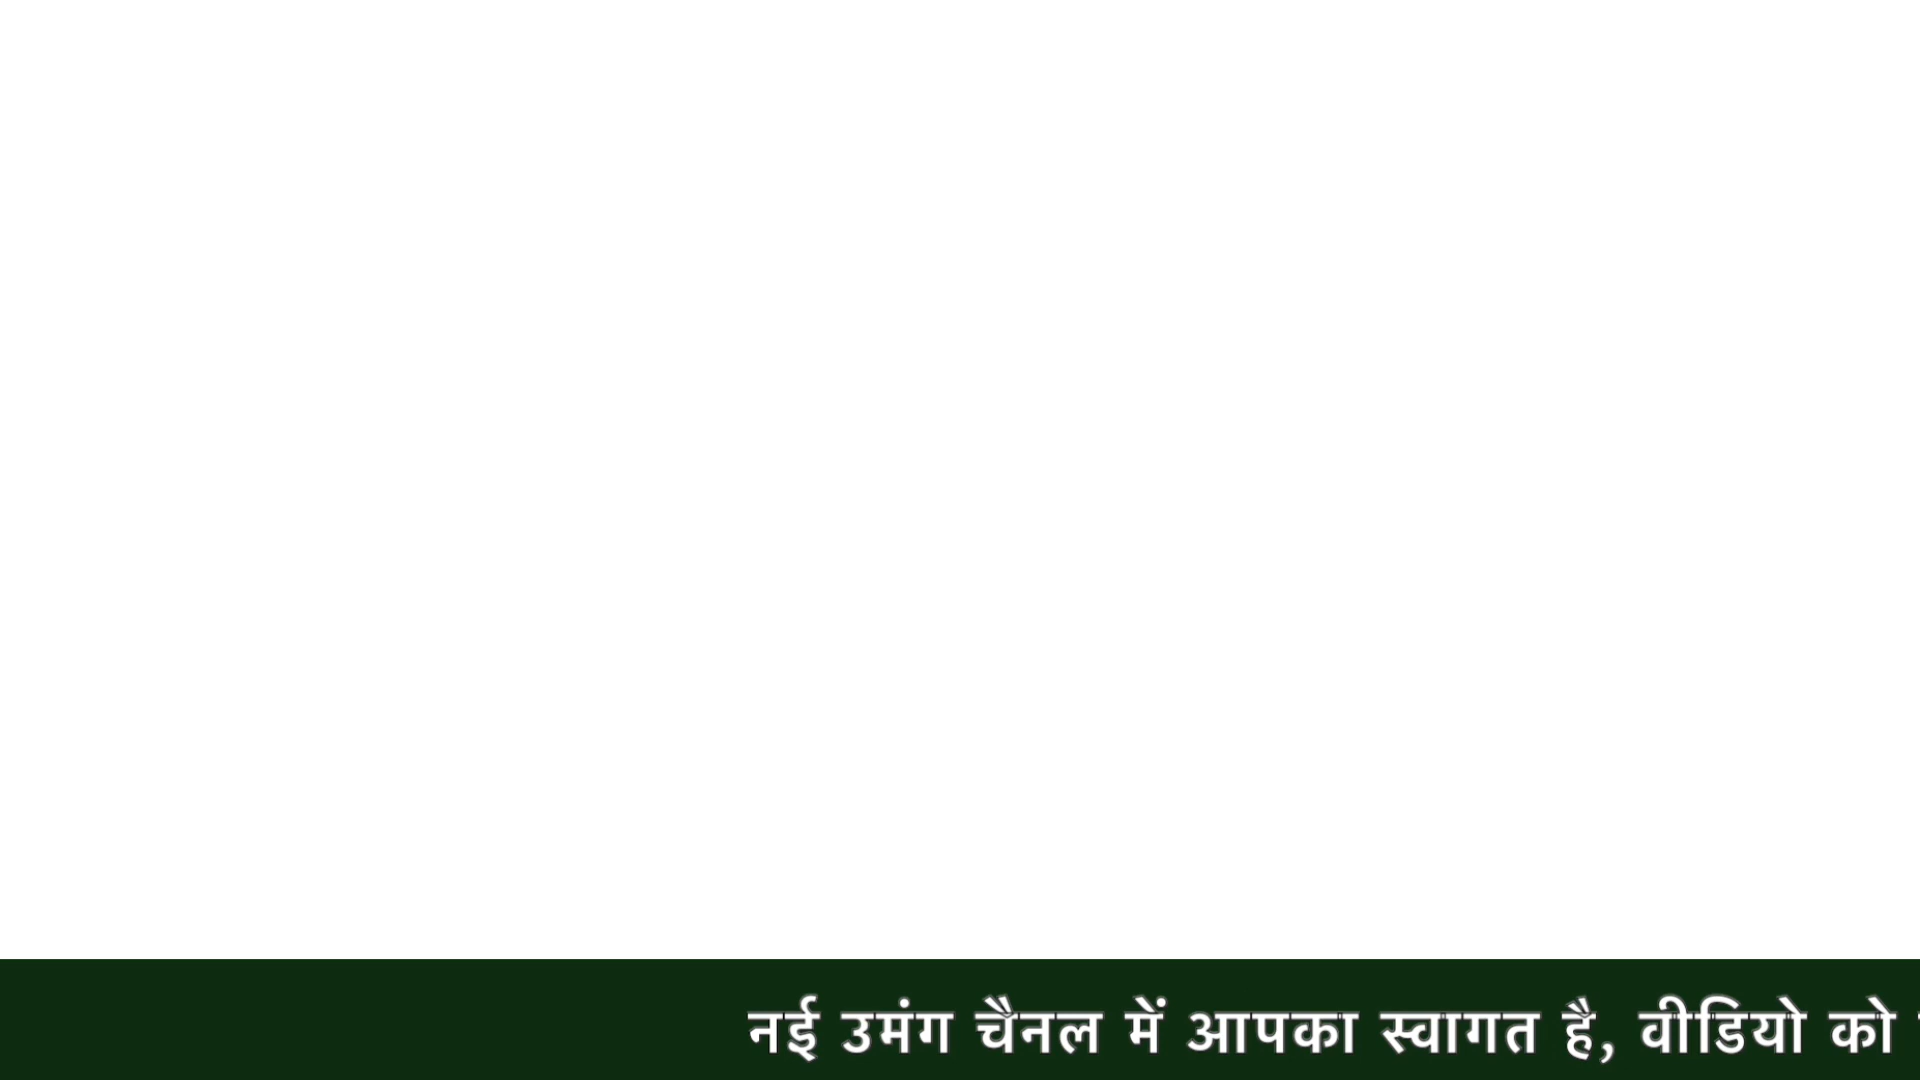 नई उमंग चैनल में आपका स्वागत है, वीडियो को